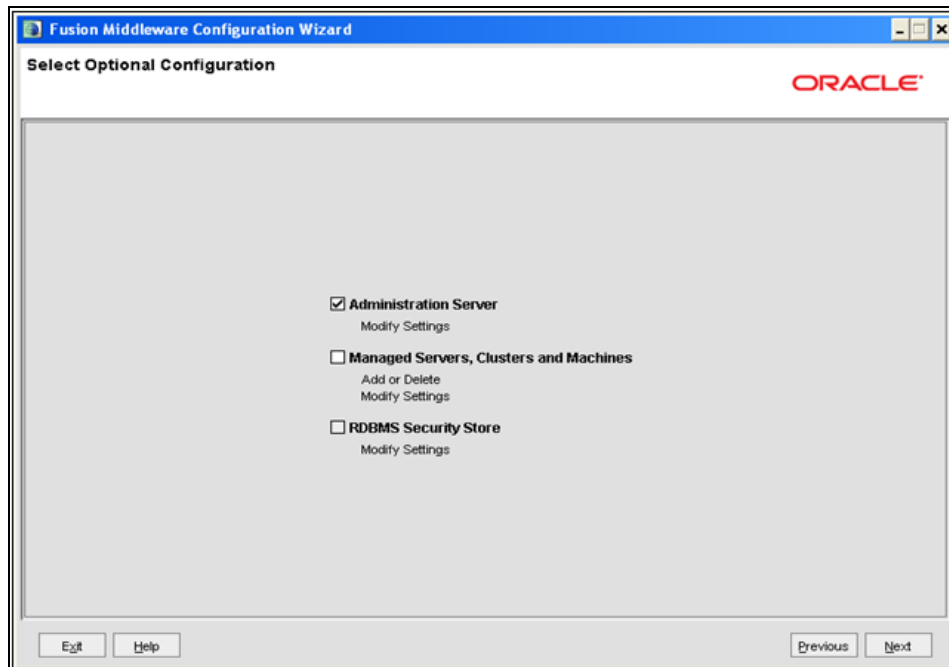 Fusion Middleware Configuration Wizard
Select Optional Configuration
ORACLE
Administration Server
Modify Settings
Managed Servers, Clusters and Machines
Add or Delete
Modify Settings
RDBMS Security Store
Modify Settings
Exit Help Previous Next